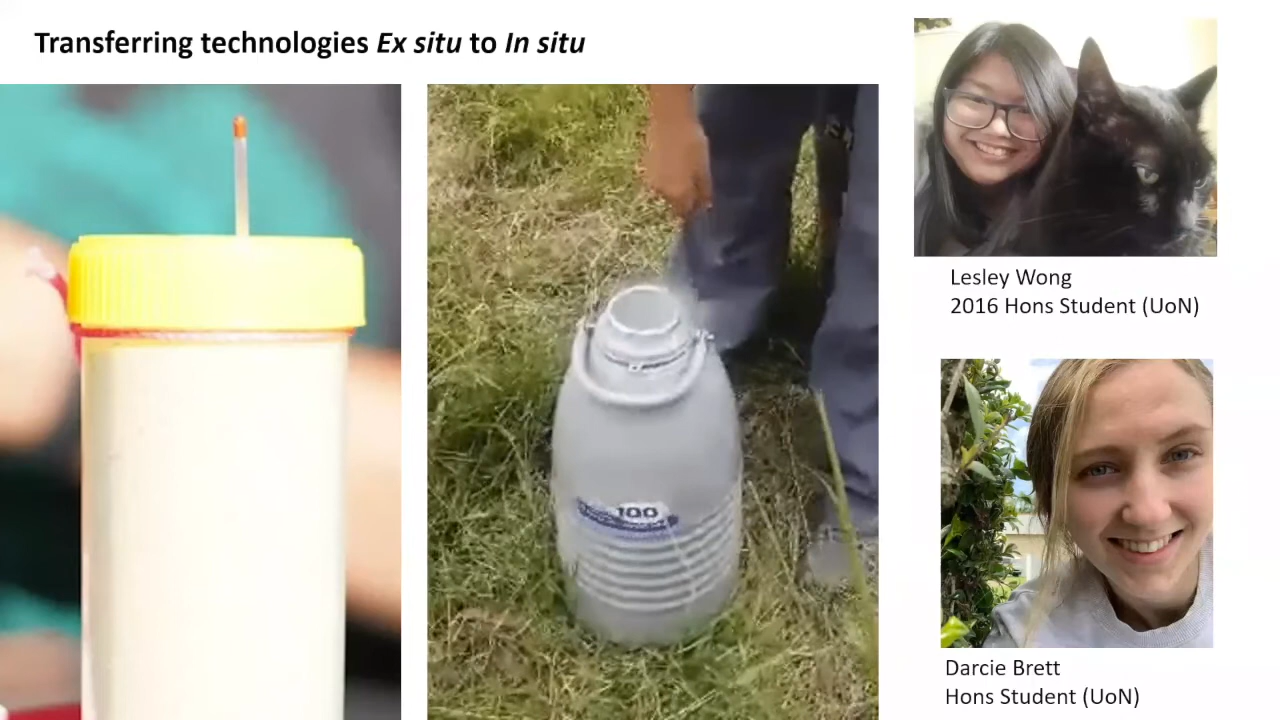 Transferring technologies Ex situ to In situ
100
Lesley Wong
2016 Hons Student (UoN)
Darcie Brett
Hons Student (UoN)